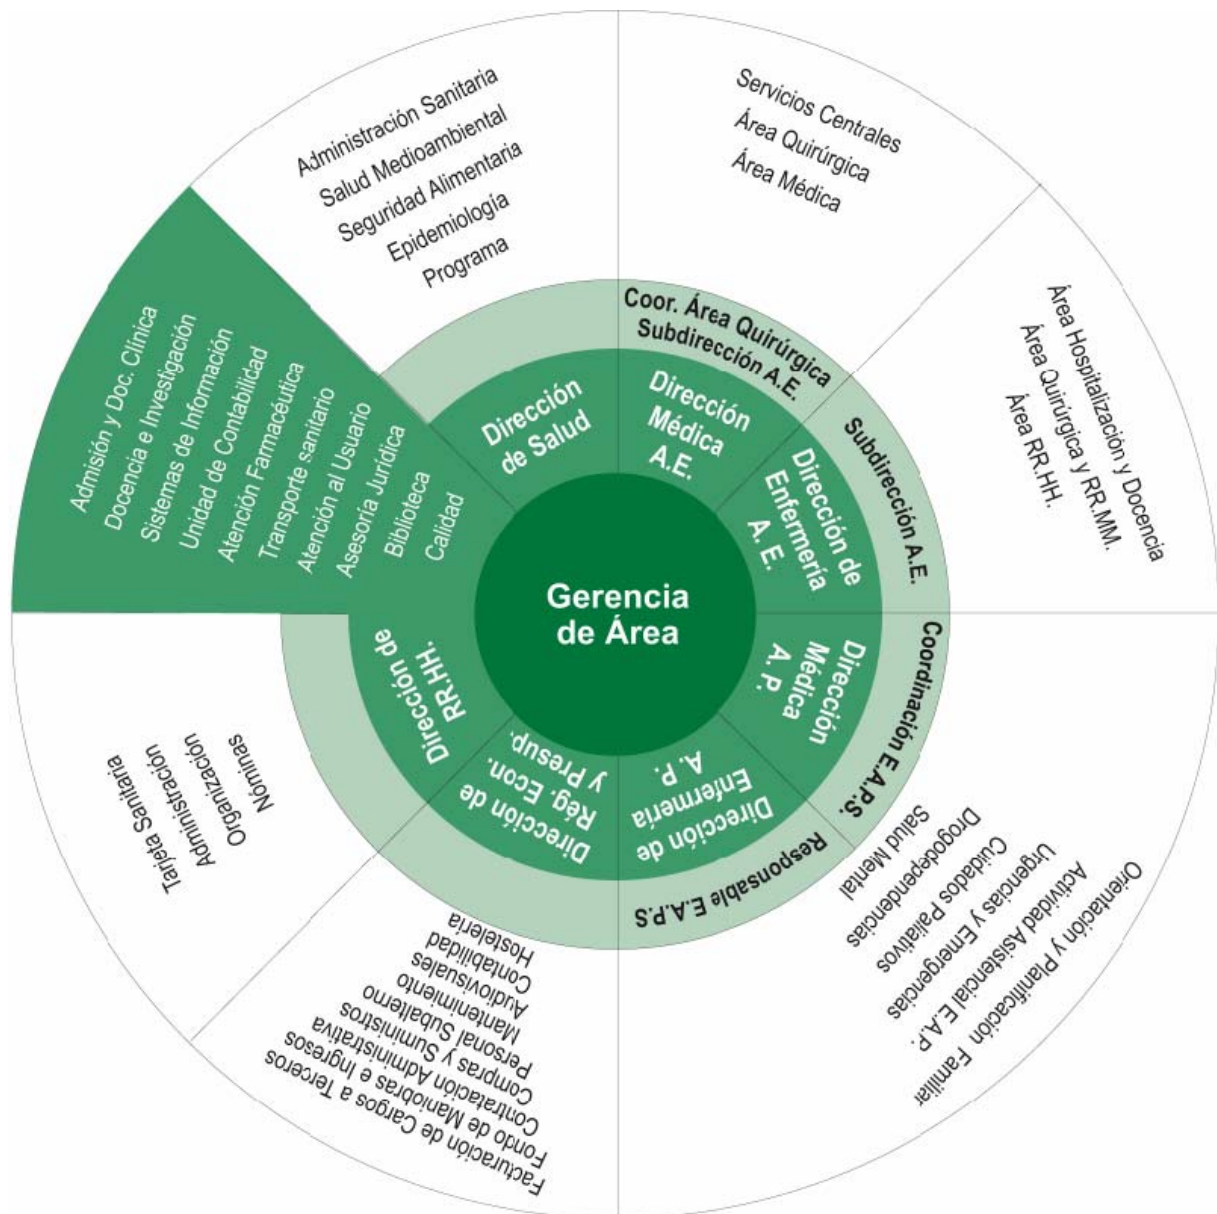 Gerencia
de Área
Dirección
de Salud
Administración Sanitaria
Salud Medioambiental
Seguridad Alimentaria
Epidemiología
Programa
Dirección
Médica
A.E.
Coor. Área Quirúrgica
Subdirección A.E.
Servicios Centrales
Área Quirúrgica
Área Médica
Dirección de
Enfermería
A. E.
Subdirección A.E.
Área Hospitalización y Docencia
Área Quirúrgica y RR.MM.
Área RR.HH.
Dirección
Médica
A. P.
Coordinación E.A.P.S.
Dirección de
Enfermería
A. P.
Responsable E.A.P.S
Orientación y Planificación Familiar
Actividad Asistencial E.A.P.
Urgencias y Emergencias
Cuidados Paliativos
Drogodependencias
Salud Mental
Dirección de
Rég. Econ.
y Presup.
Facturación de Cargos a Terceros
Fondo de Maniobras e Ingresos
Contratación Administrativa
Compras y Suministros
Personal Subalterno
Mantenimiento
Audiovisuales
Contabilidad
Hostelería
Dirección de
RR.HH.
Tarjeta Sanitaria
Administración
Organización
Nóminas
Admisión y Doc. Clínica
Docencia e Investigación
Sistemas de Información
Unidad de Contabilidad
Atención Farmacéutica
Transporte sanitario
Atención al Usuario
Asesoría Jurídica
Biblioteca
Calidad